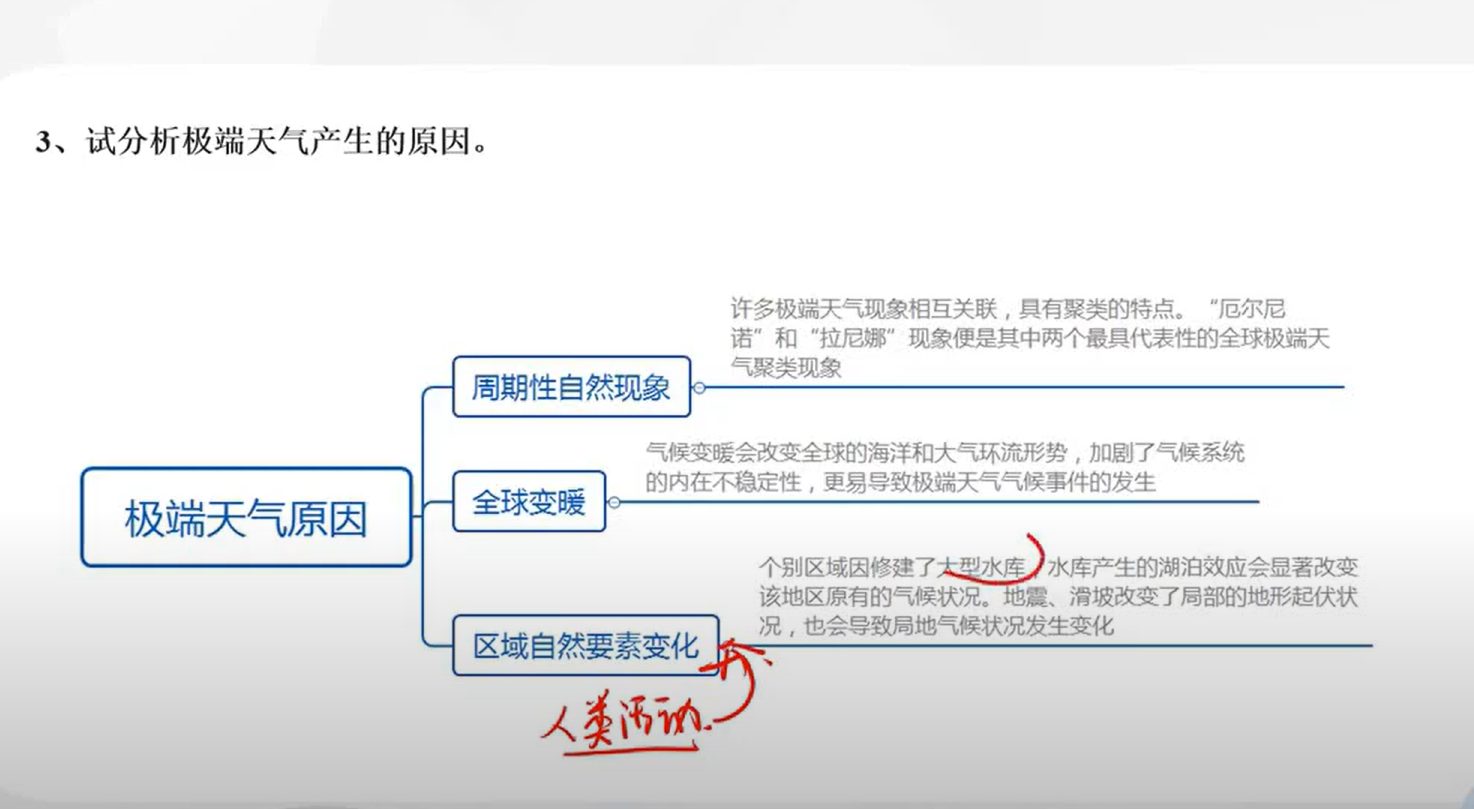 3、试分析极端天气产生的原因。
许多极端天气现象相互关联，具有聚类的特点。“厄尔尼
诺”和“拉尼娜”现象便是其中两个最具代表性的全球极端天
气聚类现象
周期性自然现象
气候变暖会改变全球的海洋和大气环流形势，加剧了气候系统
的内在不稳定性，更易导致极端天气气候事件的发生
全球变暖
极端天气原因
个别区域因修建了大型水库，水库产生的湖泊效应会显著改变
该地区原有的气候状况。地震、滑坡改变了局部的地形起伏状
况，也会导致局地气候状况发生变化
区域自然要素变化
人类活动